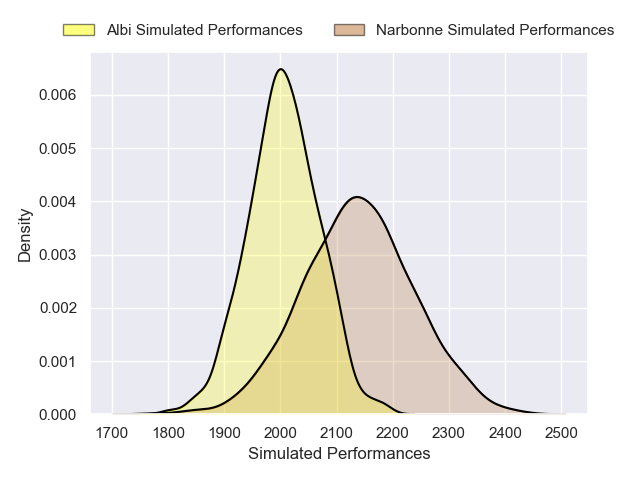 Albi Simulated Performances Narbonne Simulated Performances
0.006
0.005
0.004
0.003
0.002
0.001
0.000
Density
1700 1800 1900 2000 2100 2200 2300 2400 2500
Simulated Performances